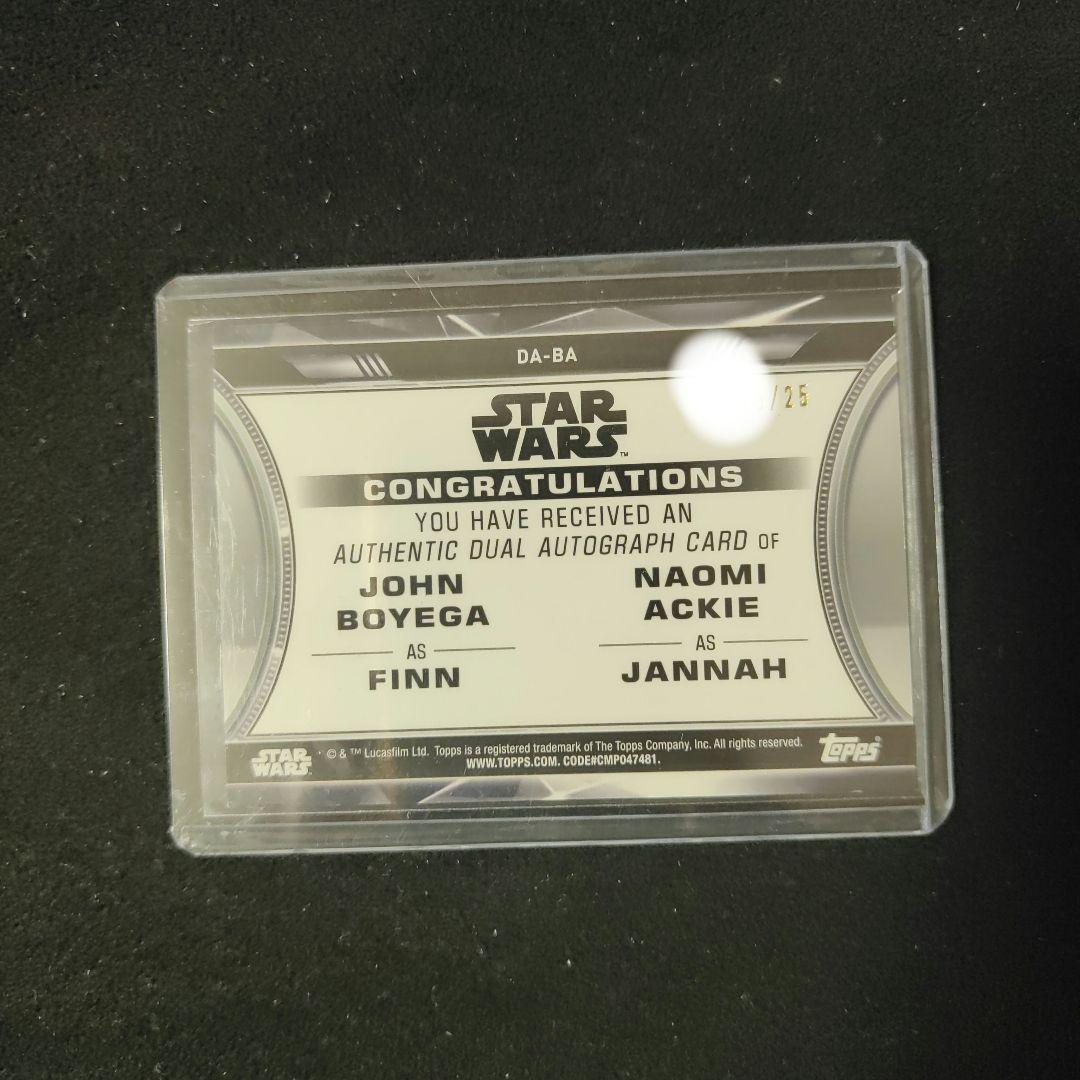 DA-BA
/25
STAR
WARS™
CONGRATULATIONS
YOU HAVE RECEIVED AN
AUTHENTIC DUAL AUTOGRAPH CARD OF
JOHN
BOYEGA
AS
FINN
NAOMI
ACKIE
AS
JANNAH
STAR
WARS
© & ™ Lucasfilm Ltd. Topps is a registered trademark of The Topps Company, Inc. All rights reserved.
WWW.TOPPS.COM. CODE#CMP047481.
Topps®